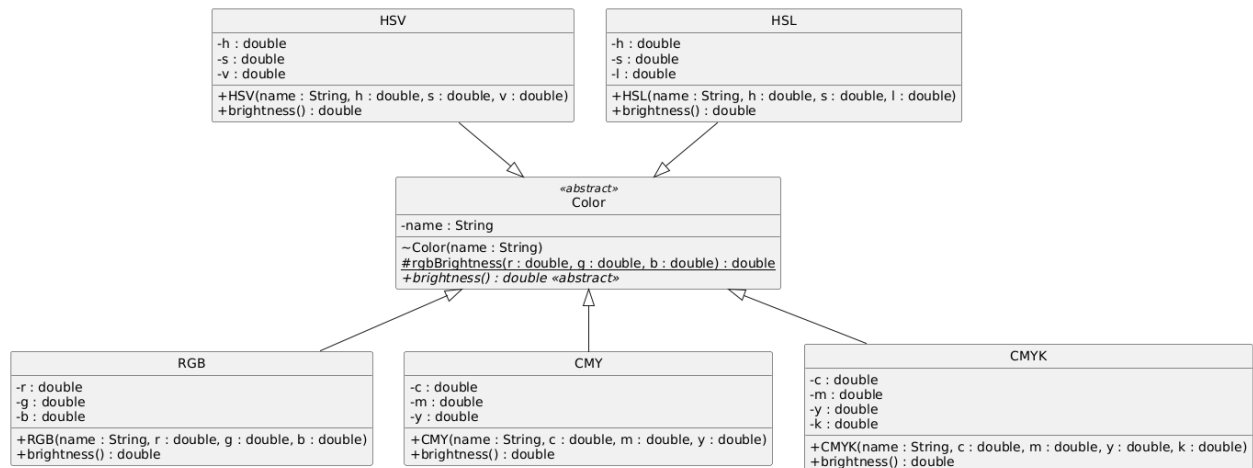 HSV
-h : double
-s : double
-v : double
+HSV(name : String, h : double, s : double, v : double)
+brightness() : double
HSL
-h : double
-s : double
-l : double
+HSL(name : String, h : double, s : double, l : double)
+brightness() : double
«abstract»
Color
-name : String
~Color(name : String)
#rgbBrightness(r : double, g : double, b : double) : double
+brightness() : double «abstract»
RGB
-r : double
-g : double
-b : double
+RGB(name : String, r : double, g : double, b : double)
+brightness() : double
CMY
-c : double
-m : double
-y : double
+CMY(name : String, c : double, m : double, y : double)
+brightness() : double
CMYK
-c : double
-m : double
-y : double
-k : double
+CMYK(name : String, c : double, m : double, y : double, k : double)
+brightness() : double